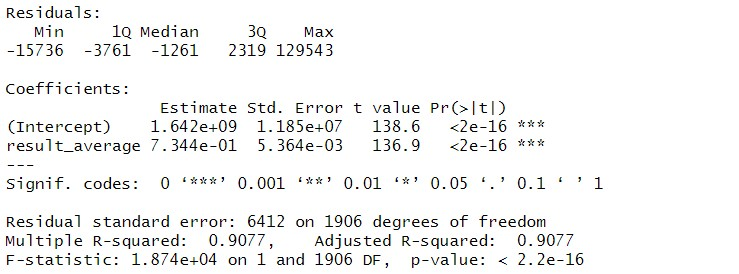 Residuals:
Min 1Q Median 3Q Max
-15736 -3761 -1261 2319 129543
Coefficients:
Estimate Std. Error t value Pr(>|t|)
(Intercept) 1.642e+09 1.185e+07 138.6 <2e-16 ***
result_average 7.344e-01 5.364e-03 136.9 <2e-16 ***
---
Signif. codes: 0 ‘***’ 0.001 ‘**’ 0.01 ‘*’ 0.05 ‘.’ 0.1 ‘ ’ 1
Residual standard error: 6412 on 1906 degrees of freedom
Multiple R-squared: 0.9077, Adjusted R-squared: 0.9077
F-statistic: 1.874e+04 on 1 and 1906 DF, p-value: < 2.2e-16